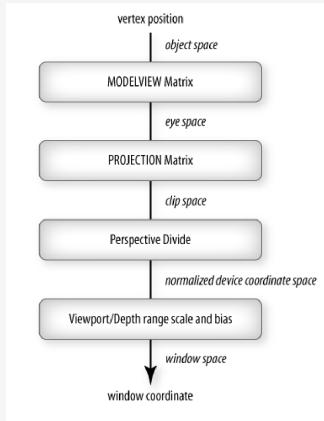 vertex position
object space
MODELVIEW Matrix
eye space
PROJECTION Matrix
clip space
Perspective Divide
normalized device coordinate space
Viewport/Depth range scale and bias
window space
window coordinate